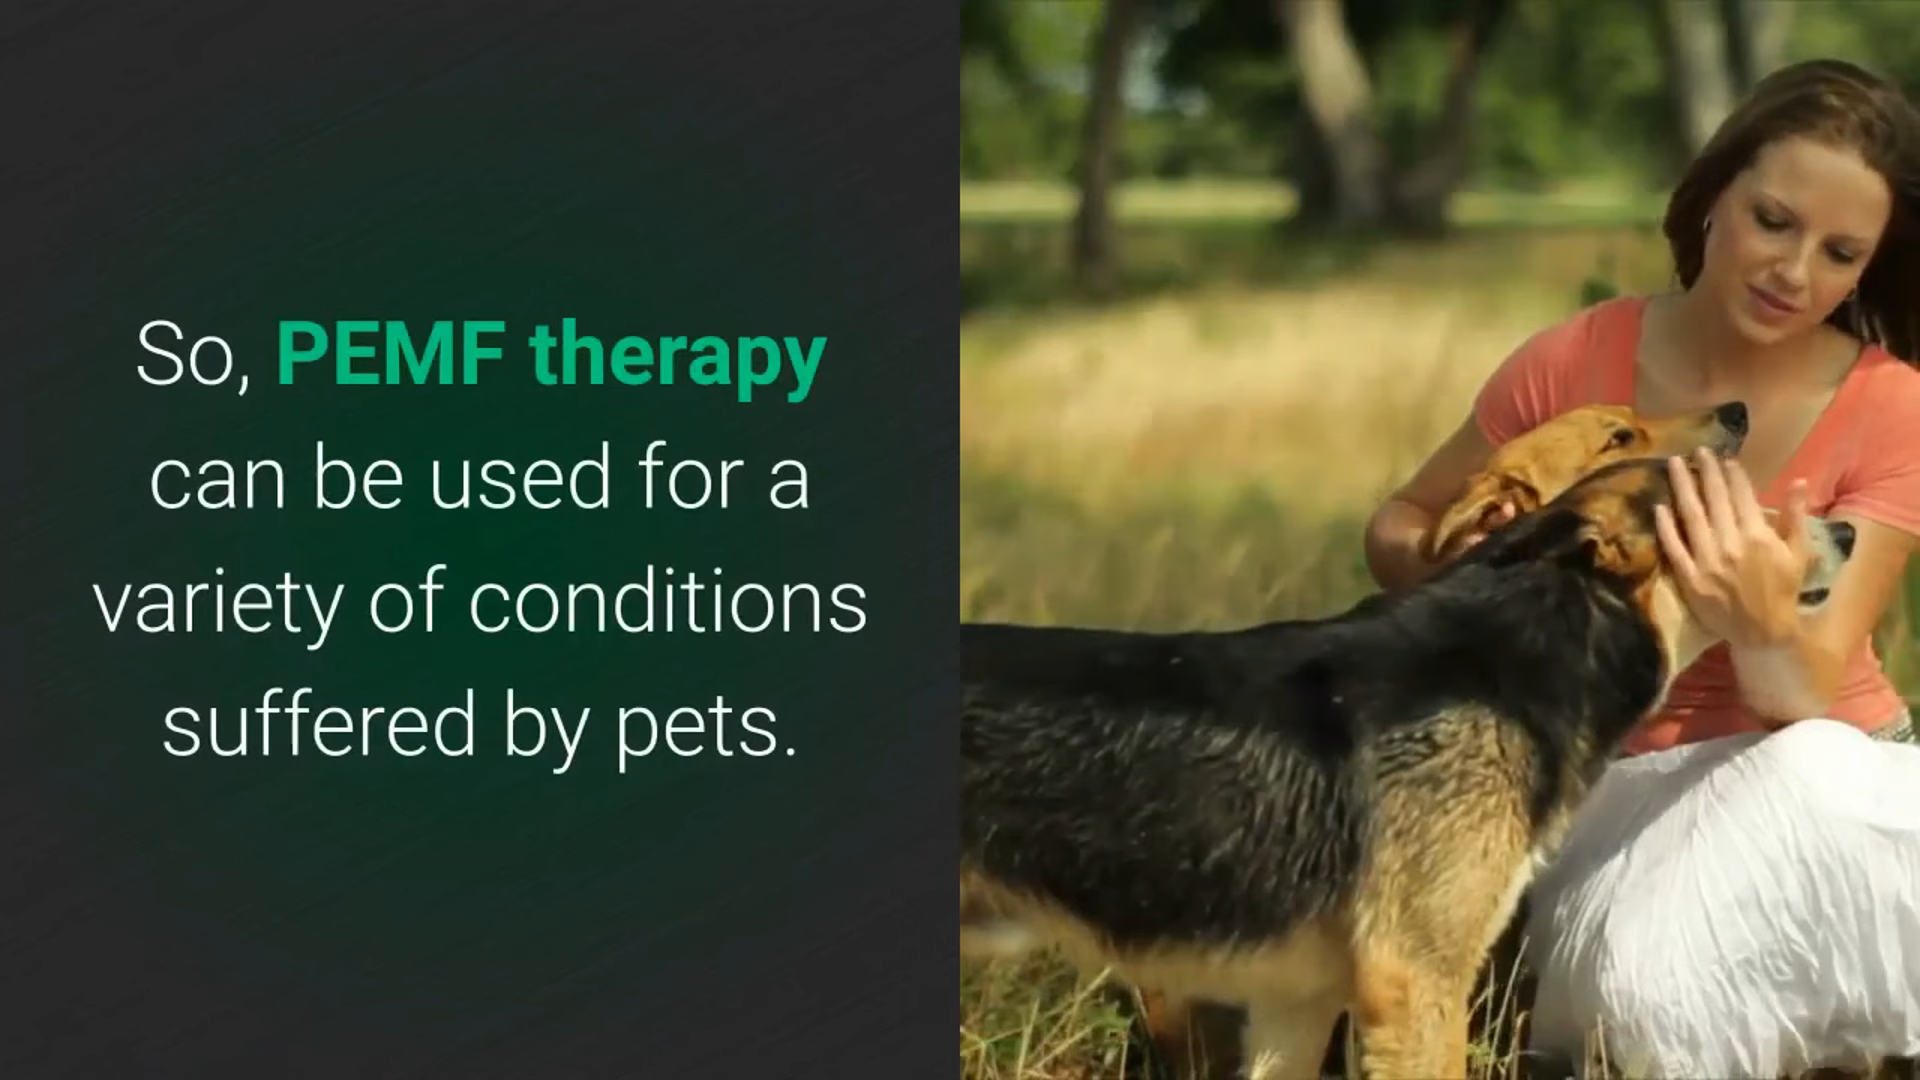 So, PEMF therapy
can be used for a
variety of conditions
suffered by pets.